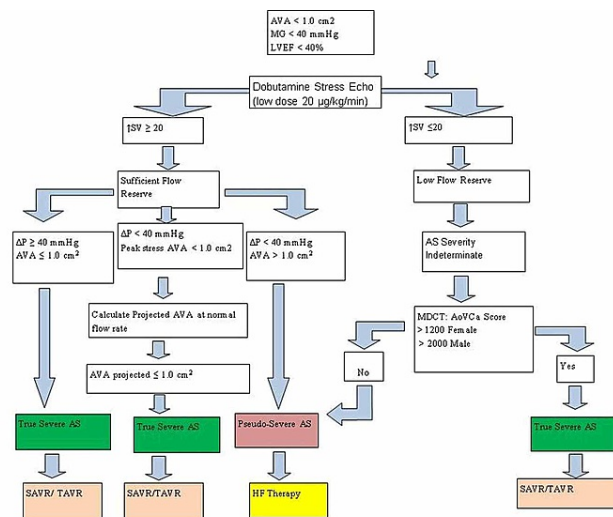 AVA < 1.0 cm2
MG < 40 mmHg
LVEF < 40%
Dobutamine Stress Echo
(low dose 20 µg/kg/min)
↑SV ≥ 20
↑SV ≤20
Sufficient Flow
Reserve
Low Flow Reserve
ΔP ≥ 40 mmHg
AVA ≤ 1.0 cm²
ΔP < 40 mmHg
Peak stress AVA < 1.0 cm2
ΔP < 40 mmHg
AVA > 1.0 cm²
AS Severity
Indeterminate
Calculate Projected AVA at normal
flow rate
MDCT: AoVCa Score
> 1200 Female
> 2000 Male
AVA projected ≤ 1.0 cm²
No
Yes
True Severe AS
True Severe AS
Pseudo-Severe AS
True Severe AS
SAVR/ TAVR
SAVR/TAVR
HF Therapy
SAVR/TAVR